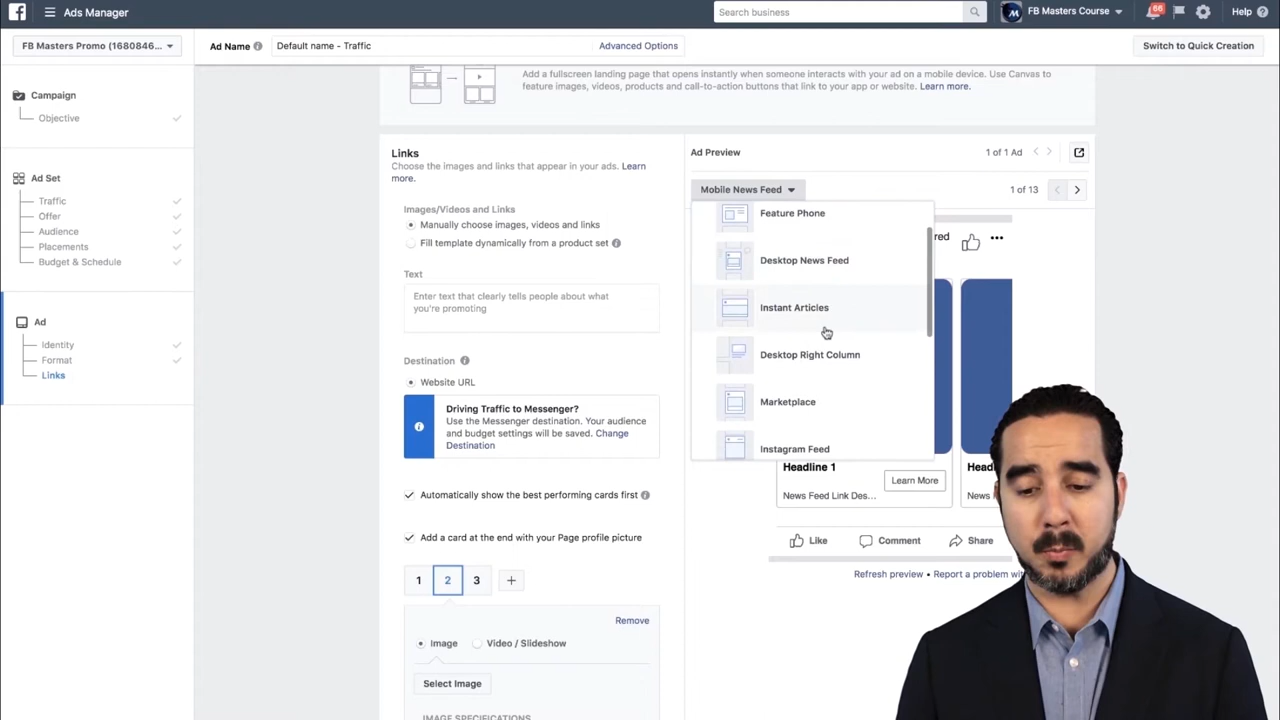 Ads Manager
Search business
FB Masters Course
66
Help
FB Masters Promo (1680846...
Ad Name
Default name - Traffic
Advanced Options
Switch to Quick Creation
Campaign
Objective
Ad Set
Traffic
Offer
Audience
Placements
Budget & Schedule
Ad
Identity
Format
Links
Add a fullscreen landing page that opens instantly when someone interacts with your ad on a mobile device. Use Canvas to
feature images, videos, products and call-to-action buttons that link to your app or website. Learn more.
Links
Choose the images and links that appear in your ads. Learn
more.
Images/Videos and Links
Manually choose images, videos and links
Fill template dynamically from a product set
Text
Enter text that clearly tells people about what
you're promoting
Destination
Website URL
Driving Traffic to Messenger?
Use the Messenger destination. Your audience
and budget settings will be saved. Change
Destination
Automatically show the best performing cards first
Add a card at the end with your Page profile picture
1 2 3 +
Remove
Image
Video / Slideshow
Select Image
IMAGE SPECIFICATIONS
Ad Preview
1 of 1 Ad
Mobile News Feed
1 of 13
Feature Phone
Desktop News Feed
Instant Articles
Desktop Right Column
Marketplace
Instagram Feed
Headline 1
News Feed Link Des...
Learn More
Like
Comment
Share
Refresh preview • Report a problem